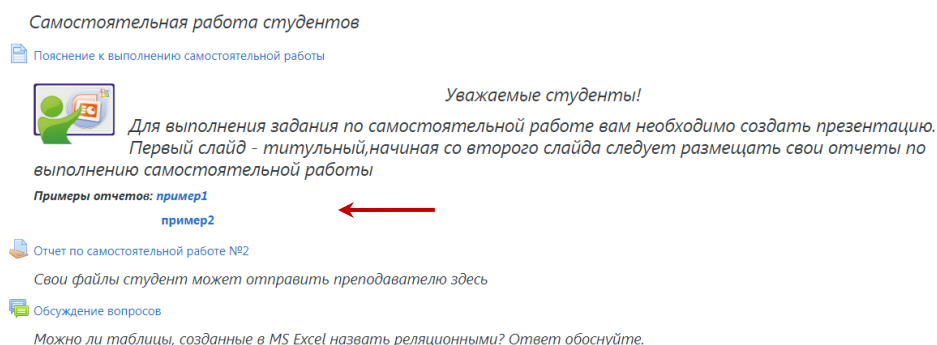 Самостоятельная работа студентов
Пояснение к выполнению самостоятельной работы
Уважаемые студенты!
Для выполнения задания по самостоятельной работе вам необходимо создать презентацию.
Первый слайд - титульный,начиная со второго слайда следует размещать свои отчеты по
выполнению самостоятельной работы
Примеры отчетов: пример1
пример2
Отчет по самостоятельной работе №2
Свои файлы студент может отправить преподавателю здесь
Обсуждение вопросов
Можно ли таблицы, созданные в MS Excel назвать реляционными? Ответ обоснуйте.